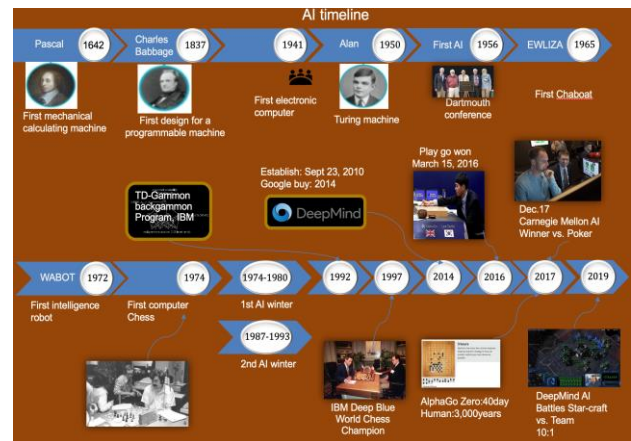 AI timeline
Pascal
1642
Charles
Babbage
1837
1941
Alan
1950
First AI
1956
EWLIZA
1965
First mechanical
calculating machine
First design for a
programmable machine
First electronic
computer
Turing machine
Dartmouth
conference
First Chaboat
TD-Gammon
backgammon
Program, IBM
Establish: Sept 23, 2010
Google buy: 2014
DeepMind
Play go won
March 15, 2016
Dec.17
Carnegie Mellon AI
Winner vs. Poker
WABOT
1972
1974
1974-1980
1992
1997
2014
2016
2017
2019
First intelligence
robot
First computer
Chess
1st AI winter
1987-1993
2nd AI winter
IBM Deep Blue
World Chess
Champion
AlphaGo Zero:40day
Human:3,000years
DeepMind AI
Battles Star-craft
vs. Team
10:1